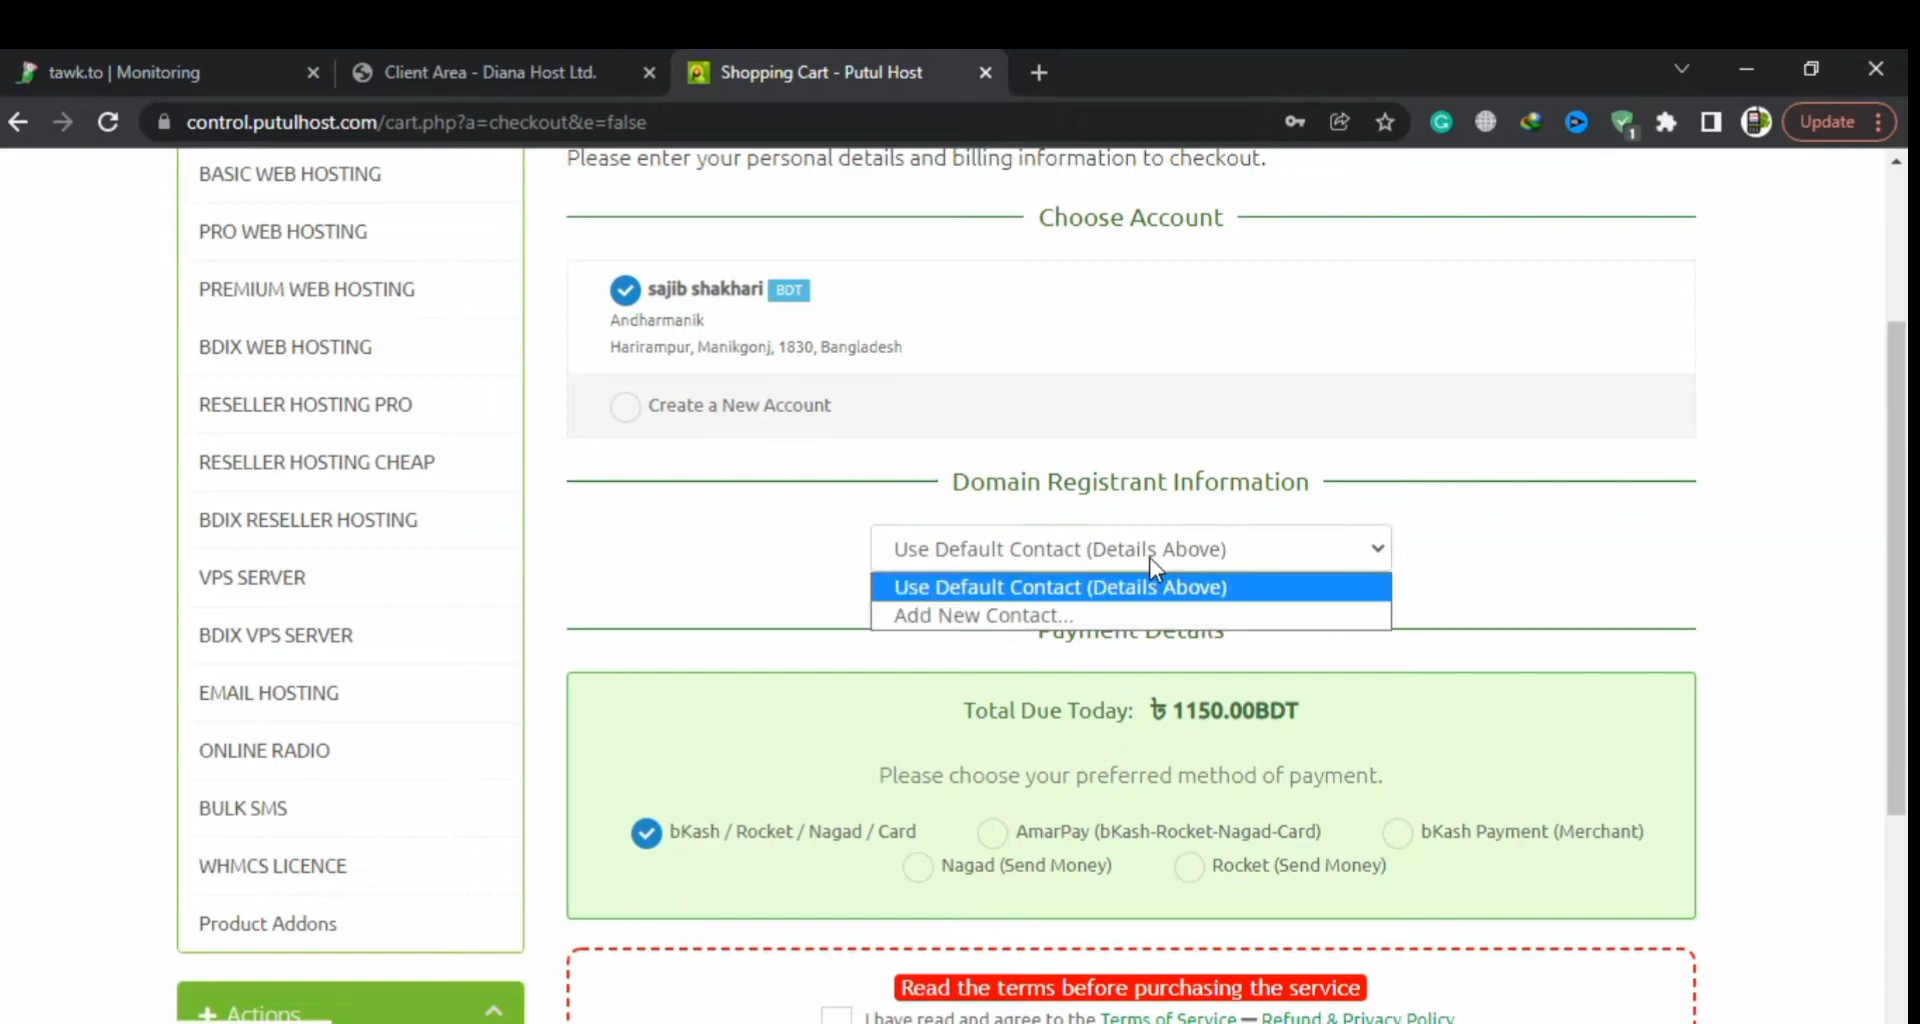 tawk.to | Monitoring
Client Area - Diana Host Ltd.
Shopping Cart - Putul Host
control.putulhost.com/cart.php?a=checkout&e=false
1
Update
Please enter your personal details and billing information to checkout.
BASIC WEB HOSTING
PRO WEB HOSTING
PREMIUM WEB HOSTING
BDIX WEB HOSTING
RESELLER HOSTING PRO
RESELLER HOSTING CHEAP
BDIX RESELLER HOSTING
VPS SERVER
BDIX VPS SERVER
EMAIL HOSTING
ONLINE RADIO
BULK SMS
WHMCS LICENCE
Product Addons
Actions
Choose Account
sajib shakhari BDT
Andharmanik
Harirampur, Manikgonj, 1830, Bangladesh
Create a New Account
Domain Registrant Information
Use Default Contact (Details Above)
Use Default Contact (Details Above)
Add New Contact...
Payment Details
Total Due Today: ৳ 1150.00BDT
Please choose your preferred method of payment.
bKash / Rocket / Nagad / Card
AmarPay (bKash-Rocket-Nagad-Card)
bKash Payment (Merchant)
Nagad (Send Money)
Rocket (Send Money)
Read the terms before purchasing the service
I have read and agree to the Terms of Service — Refund & Privacy Policy